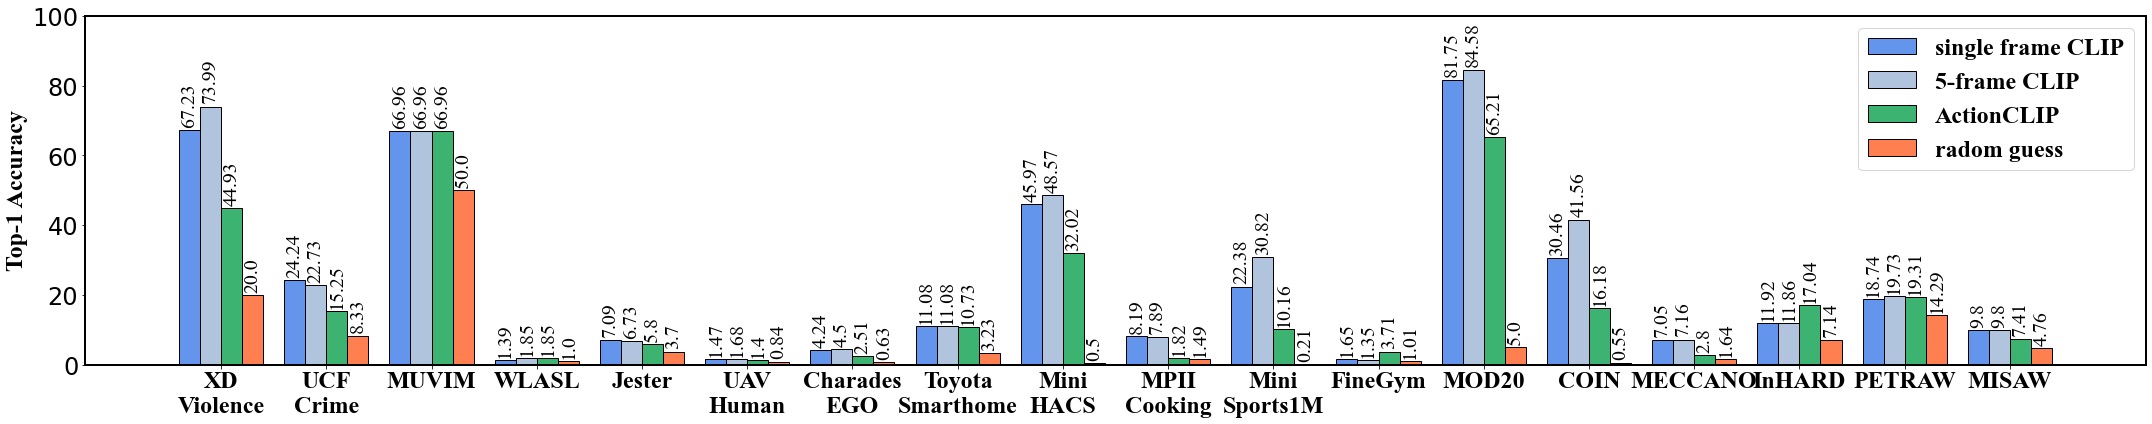 Top-1 Accuracy
100
80
60
40
20
0
single frame CLIP
5-frame CLIP
ActionCLIP
radom guess
67.23
73.99
44.93
20.0
24.24
22.73
15.25
8.33
66.96
66.96
66.96
50.0
1.39
1.85
1.85
1.0
7.09
6.73
5.8
3.7
1.47
1.68
1.4
0.84
4.24
4.5
2.51
0.63
11.08
11.08
10.73
3.23
45.97
48.57
32.02
0.5
8.19
7.89
1.82
1.49
22.38
30.82
10.16
0.21
1.65
1.35
3.71
1.01
81.75
84.58
65.21
5.0
30.46
41.56
16.18
0.55
7.05
7.16
2.8
1.64
11.92
11.86
17.04
7.14
18.74
19.73
19.31
14.29
9.8
9.8
7.41
4.76
XD
Violence
UCF
Crime
MUVIM
WLASL
Jester
UAV
Human
Charades
EGO
Toyota
Smarthome
Mini
HACS
MPII
Cooking
Mini
Sports1M
FineGym
MOD20
COIN
MECCANO
InHARD
PETRAW
MISAW